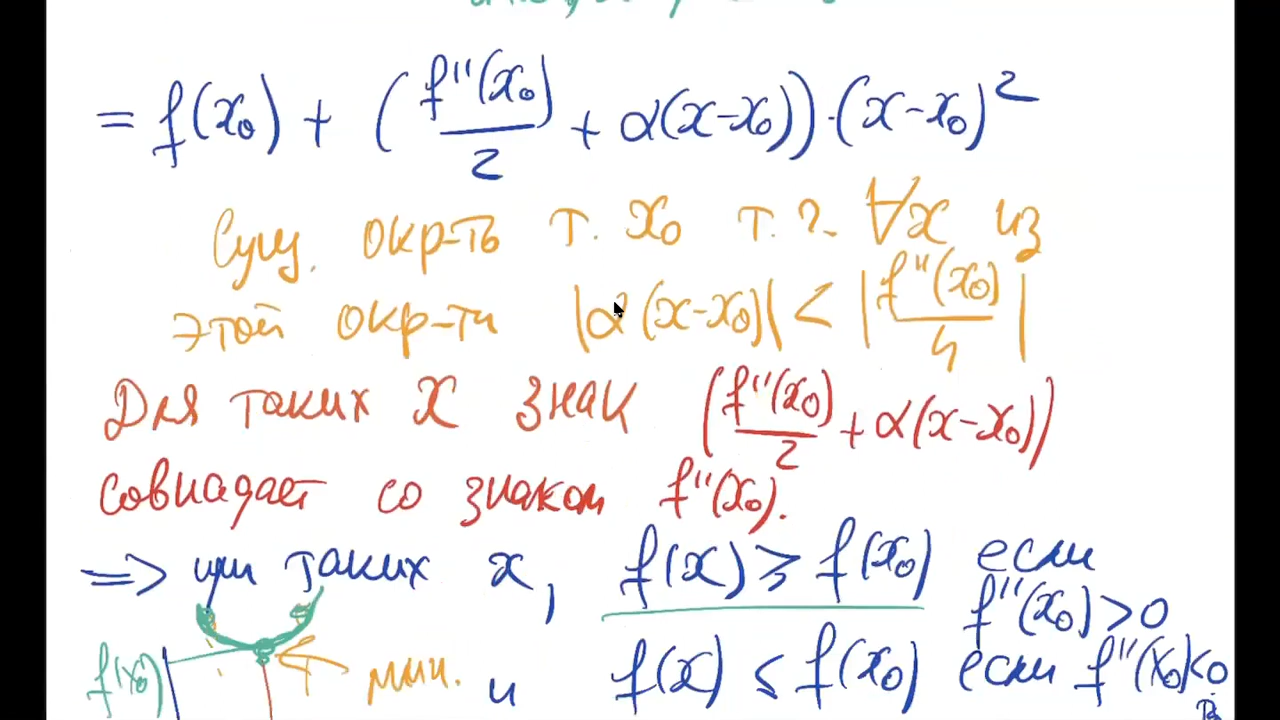 = f(x₀) + (f''(x₀)/2 + α(x-x₀))·(x-x₀)²
Сущ. окр-ть т. x₀ т.ч. ∀x из
этой окр-ти |α(x-x₀)| < |f''(x₀)/4|
Для таких x знак (f''(x₀)/2 + α(x-x₀))
совпадает со знаком f''(x₀).
=> при таких x, f(x) ⩾ f(x₀) если
f''(x₀)>0
f(x₀) мин. и f(x) ⩽ f(x₀) если f''(x₀)<0